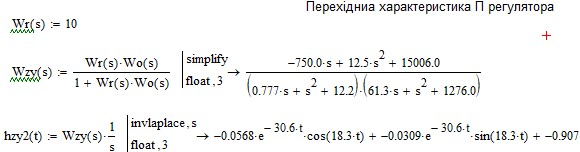 Перехідниа характеристика П регулятора
Wr(s) := 10
Wzy(s) := Wr(s)·Wo(s) / 1 + Wr(s)·Wo(s) | simplify float,3 → -750.0·s + 12.5·s² + 15006.0 / (0.777·s + s² + 12.2)·(61.3·s + s² + 1276.0)
hzy2(t) := Wzy(s)·1/s | invlaplace,s float,3 → -0.0568·e^-30.6·t·cos(18.3·t) + -0.0309·e^-30.6·t·sin(18.3·t) + -0.907